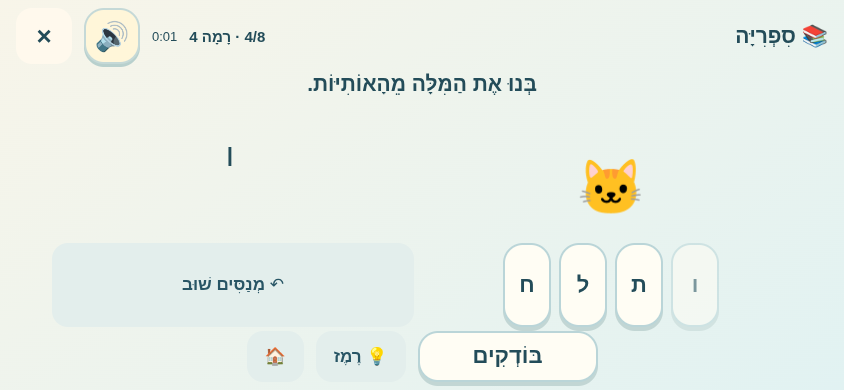 📚 סִפְרִיָּה
4/8 · רָמָה 4 0:01 🔊 ✕
בְּנוּ אֶת הַמִּלָּה מֵהָאוֹתִיּוֹת.
ו
ו ת ל ח
↶ מְנַסִּים שׁוּב
בּוֹדְקִים
💡 רֶמֶז
🏠